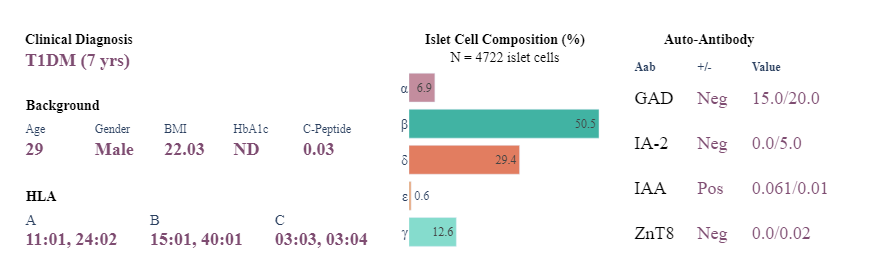 Clinical Diagnosis
T1DM (7 yrs)
Background
Age Gender BMI HbA1c C-Peptide
29 Male 22.03 ND 0.03
HLA
A B C
11:01, 24:02 15:01, 40:01 03:03, 03:04
Islet Cell Composition (%)
N = 4722 islet cells
α 6.9
β 50.5
δ 29.4
ε 0.6
γ 12.6
Auto-Antibody
Aab +/- Value
GAD Neg 15.0/20.0
IA-2 Neg 0.0/5.0
IAA Pos 0.061/0.01
ZnT8 Neg 0.0/0.02